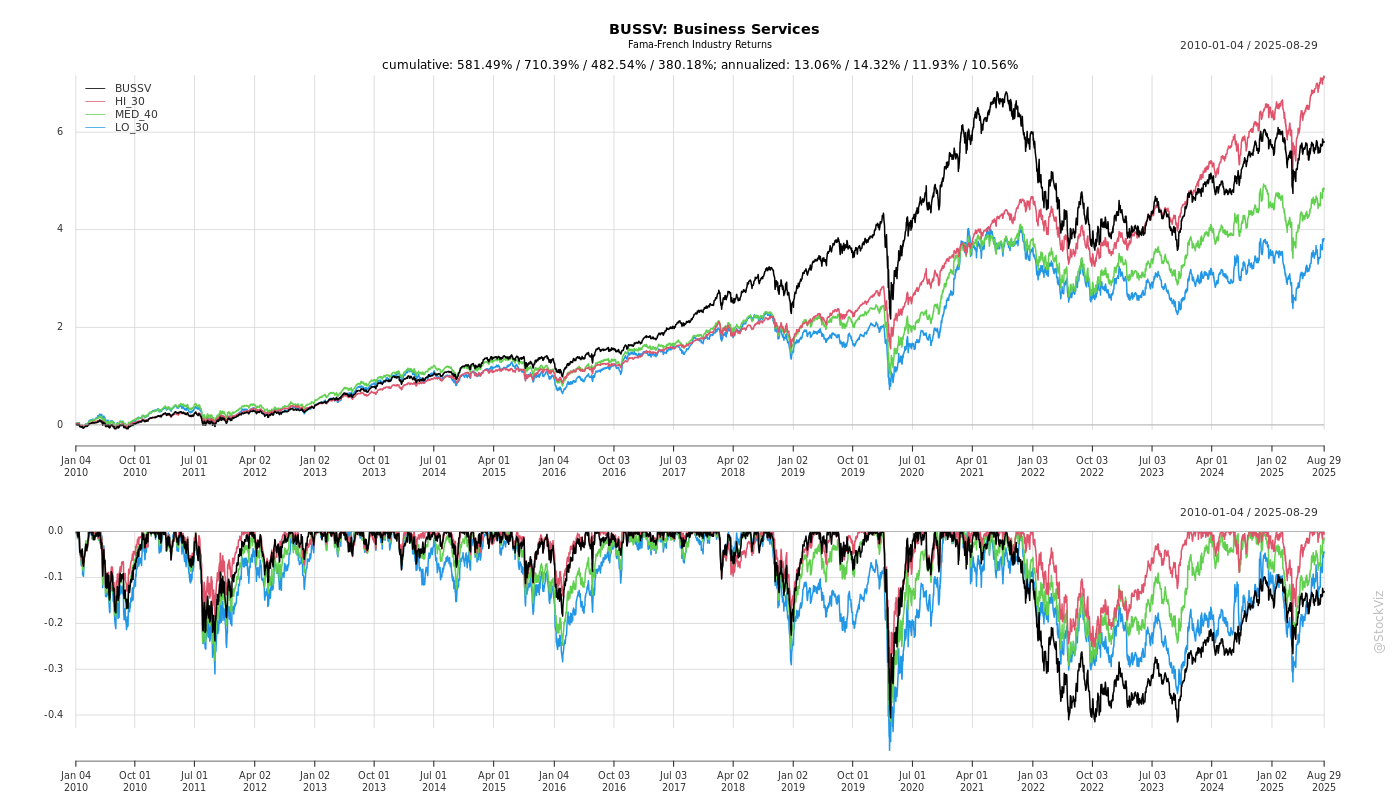 BUSSV: Business Services
Fama-French Industry Returns
2010-01-04 / 2025-08-29
cumulative: 581.49% / 710.39% / 482.54% / 380.18%; annualized: 13.06% / 14.32% / 11.93% / 10.56%
BUSSV
HI_30
MED_40
LO_30
6
4
2
0
Jan 04 Oct 01 Jul 01 Apr 02 Jan 02 Oct 01 Jul 01 Apr 01 Jan 04 Oct 03 Jul 03 Apr 02 Jan 02 Oct 01 Jul 01 Apr 01 Jan 03 Oct 03 Jul 03 Apr 01 Jan 02 Aug 29
2010 2010 2011 2012 2013 2013 2014 2015 2016 2016 2017 2018 2019 2019 2020 2021 2022 2022 2023 2024 2025 2025
2010-01-04 / 2025-08-29
0.0
-0.1
-0.2
-0.3
-0.4
Jan 04 Oct 01 Jul 01 Apr 02 Jan 02 Oct 01 Jul 01 Apr 01 Jan 04 Oct 03 Jul 03 Apr 02 Jan 02 Oct 01 Jul 01 Apr 01 Jan 03 Oct 03 Jul 03 Apr 01 Jan 02 Aug 29
2010 2010 2011 2012 2013 2013 2014 2015 2016 2016 2017 2018 2019 2019 2020 2021 2022 2022 2023 2024 2025 2025
@StockViz